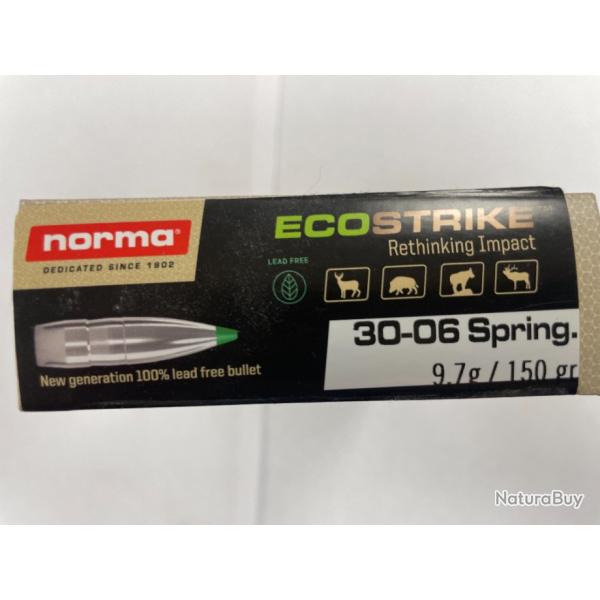 norma®
DEDICATED SINCE 1902
ECOSTRIKE
Rethinking Impact
LEAD FREE
30-06 Spring.
9.7g / 150 gr
New generation 100% lead free bullet
NaturaBuy